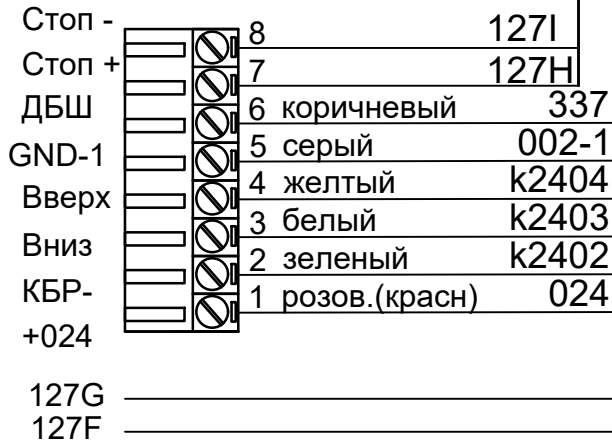 Стоп -
8 127I
Стоп +
7 127H
ДБШ
6 коричневый 337
GND-1
5 серый 002-1
Вверх
4 желтый k2404
3 белый k2403
Вниз
2 зеленый k2402
КБР-
1 розов.(красн) 024
+024
127G
127F